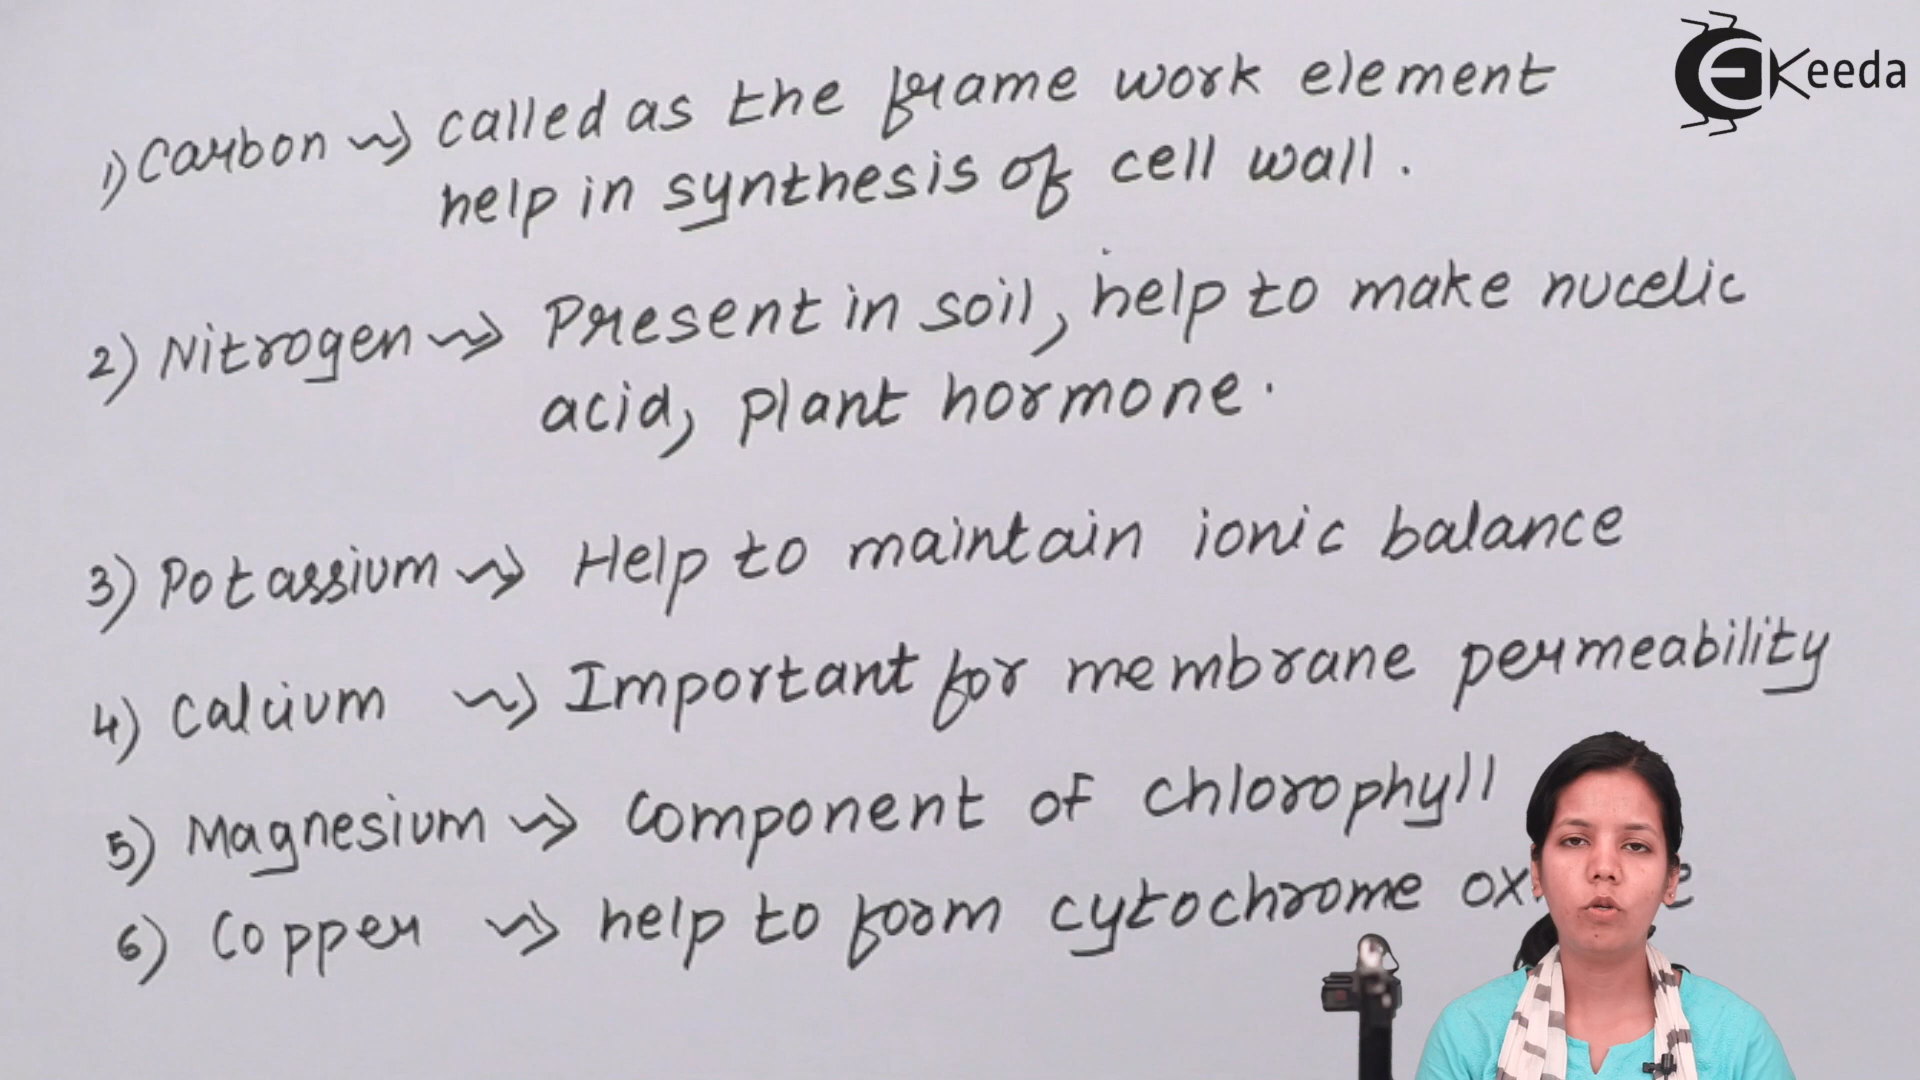 EKeeda
1) Carbon → called as the frame work element
help in synthesis of cell wall.
2) Nitrogen → Present in soil, help to make nucelic
acid, plant hormone.
3) Potassium → Help to maintain ionic balance
4) Calcium → Important for membrane permeability
5) Magnesium → Component of chlorophyll
6) Copper → help to form cytochrome